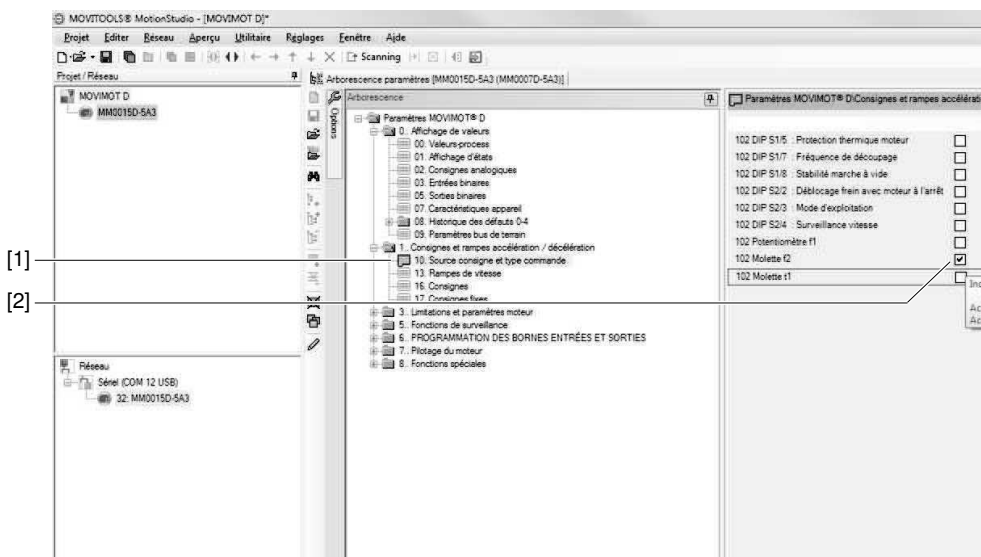 MOVITOOLS® MotionStudio - [MOVIMOT D]*
Projet Editer Réseau Aperçu Utilitaire Réglages Fenêtre Aide
Scanning
Projet / Réseau
MOVIMOT D
MM0015D-5A3
Réseau
Sériel (COM 12 USB)
32: MM0015D-5A3
Arborescence paramètres [MM0015D-5A3 (MM0007D-5A3)]
Options
Arborescence
Paramètres MOVIMOT® D
0.. Affichage de valeurs
00. Valeurs-process
01. Affichage d'états
02. Consignes analogiques
03. Entrées binaires
05. Sorties binaires
07. Caractéristiques appareil
08. Historique des défauts 0-4
09. Paramètres bus de terrain
1.. Consignes et rampes accélération / décélération
10. Source consigne et type commande
13. Rampes de vitesse
16. Consignes
17. Consignes fixes
3.. Limitations et paramètres moteur
5.. Fonctions de surveillance
6.. PROGRAMMATION DES BORNES ENTRÉES ET SORTIES
7.. Pilotage du moteur
8.. Fonctions spéciales
Paramètres MOVIMOT® D\Consignes et rampes accélérati
102 DIP S1/5 : Protection thermique moteur
102 DIP S1/7 : Fréquence de découpage
102 DIP S1/8 : Stabilité marche à vide
102 DIP S2/2 : Déblocage frein avec moteur à l'arrêt
102 DIP S2/3 : Mode d'exploitation
102 DIP S2/4 : Surveillance vitesse
102 Potentiomètre f1
102 Molette f2
102 Molette t1
Ind
Ac
Ac
[1]
[2]